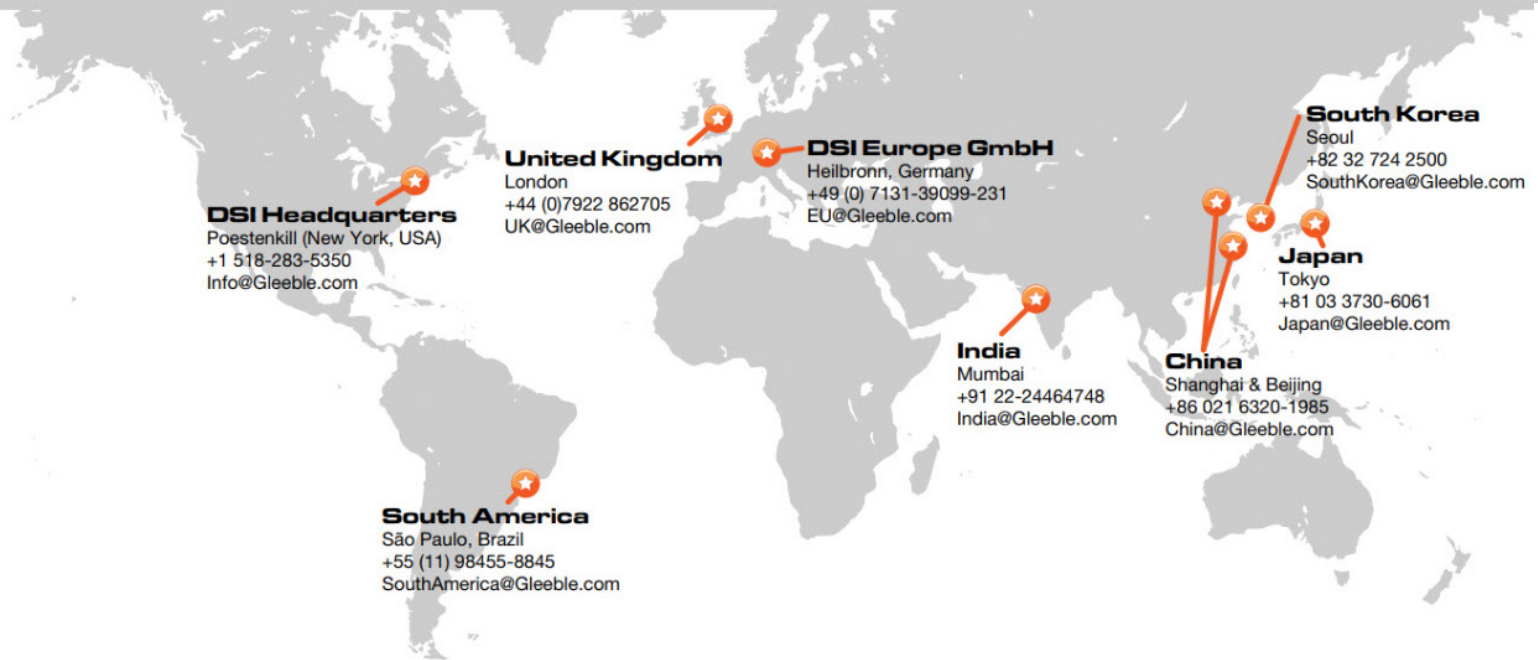 DSI Headquarters
Poestenkill (New York, USA)
+1 518-283-5350
Info@Gleeble.com
United Kingdom
London
+44 (0)7922 862705
UK@Gleeble.com
DSI Europe GmbH
Heilbronn, Germany
+49 (0) 7131-39099-231
EU@Gleeble.com
South Korea
Seoul
+82 32 724 2500
SouthKorea@Gleeble.com
Japan
Tokyo
+81 03 3730-6061
Japan@Gleeble.com
India
Mumbai
+91 22-24464748
India@Gleeble.com
China
Shanghai & Beijing
+86 021 6320-1985
China@Gleeble.com
South America
São Paulo, Brazil
+55 (11) 98455-8845
SouthAmerica@Gleeble.com